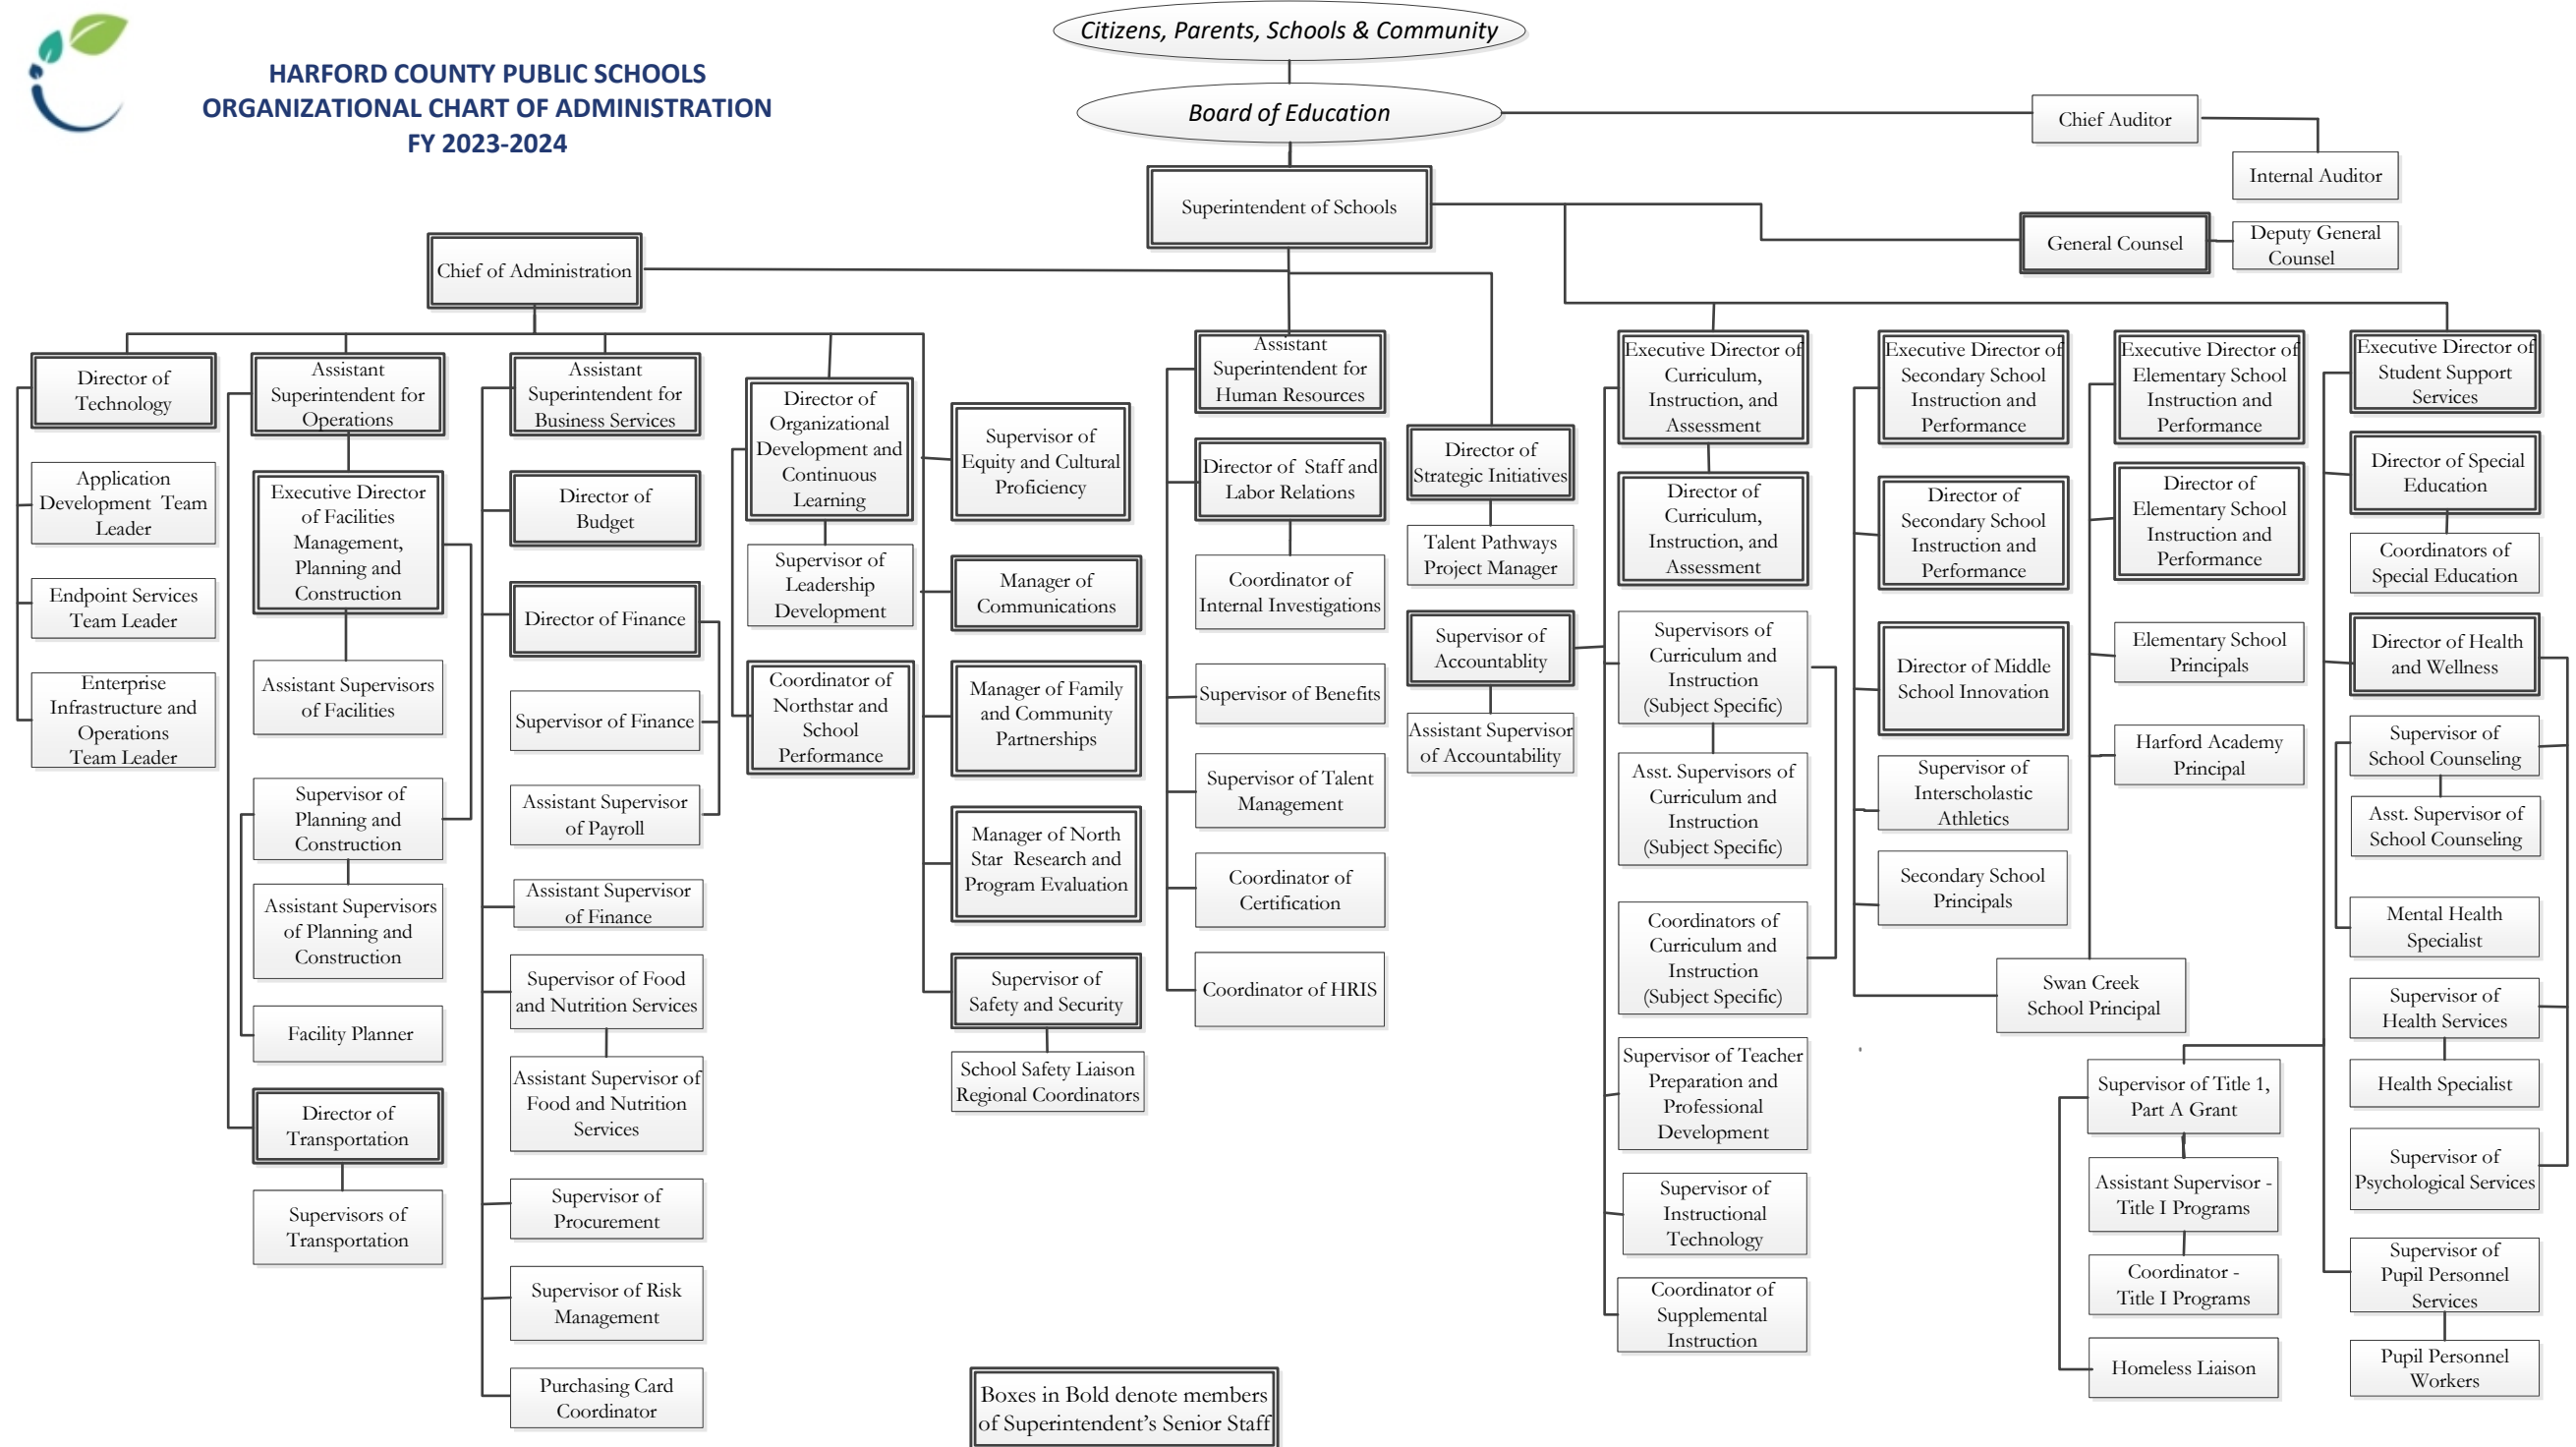 Citizens, Parents, Schools & Community
HARFORD COUNTY PUBLIC SCHOOLS
ORGANIZATIONAL CHART OF ADMINISTRATION
FY 2023-2024
Board of Education
Chief Auditor
Internal Auditor
Superintendent of Schools
General Counsel
Deputy General
Counsel
Chief of Administration
Director of
Technology
Application
Development Team
Leader
Endpoint Services
Team Leader
Enterprise
Infrastructure and
Operations
Team Leader
Assistant
Superintendent for
Operations
Executive Director
of Facilities
Management,
Planning and
Construction
Assistant Supervisors
of Facilities
Supervisor of
Planning and
Construction
Assistant Supervisors
of Planning and
Construction
Facility Planner
Director of
Transportation
Supervisors of
Transportation
Assistant
Superintendent for
Business Services
Director of
Budget
Director of Finance
Supervisor of Finance
Assistant Supervisor
of Payroll
Assistant Supervisor
of Finance
Supervisor of Food
and Nutrition Services
Assistant Supervisor of
Food and Nutrition
Services
Supervisor of
Procurement
Supervisor of Risk
Management
Purchasing Card
Coordinator
Director of
Organizational
Development and
Continuous
Learning
Supervisor of
Leadership
Development
Coordinator of
Northstar and
School
Performance
Supervisor of
Equity and Cultural
Proficiency
Manager of
Communications
Manager of Family
and Community
Partnerships
Manager of North
Star Research and
Program Evaluation
Supervisor of
Safety and Security
School Safety Liaison
Regional Coordinators
Assistant
Superintendent for
Human Resources
Director of Staff and
Labor Relations
Coordinator of
Internal Investigations
Supervisor of Benefits
Supervisor of Talent
Management
Coordinator of
Certification
Coordinator of HRIS
Director of
Strategic Initiatives
Talent Pathways
Project Manager
Supervisor of
Accountablity
Assistant Supervisor
of Accountability
Executive Director of
Curriculum,
Instruction, and
Assessment
Director of
Curriculum,
Instruction, and
Assessment
Supervisors of
Curriculum and
Instruction
(Subject Specific)
Asst. Supervisors of
Curriculum and
Instruction
(Subject Specific)
Coordinators of
Curriculum and
Instruction
(Subject Specific)
Supervisor of Teacher
Preparation and
Professional
Development
Supervisor of
Instructional
Technology
Coordinator of
Supplemental
Instruction
Executive Director of
Secondary School
Instruction and
Performance
Director of
Secondary School
Instruction and
Performance
Director of Middle
School Innovation
Supervisor of
Interscholastic
Athletics
Secondary School
Principals
Executive Director of
Elementary School
Instruction and
Performance
Director of
Elementary School
Instruction and
Performance
Elementary School
Principals
Harford Academy
Principal
Swan Creek
School Principal
Supervisor of Title 1,
Part A Grant
Assistant Supervisor -
Title I Programs
Coordinator -
Title I Programs
Homeless Liaison
Executive Director of
Student Support
Services
Director of Special
Education
Coordinators of
Special Education
Director of Health
and Wellness
Supervisor of
School Counseling
Asst. Supervisor of
School Counseling
Mental Health
Specialist
Supervisor of
Health Services
Health Specialist
Supervisor of
Psychological Services
Supervisor of
Pupil Personnel
Services
Pupil Personnel
Workers
Boxes in Bold denote members
of Superintendent's Senior Staff